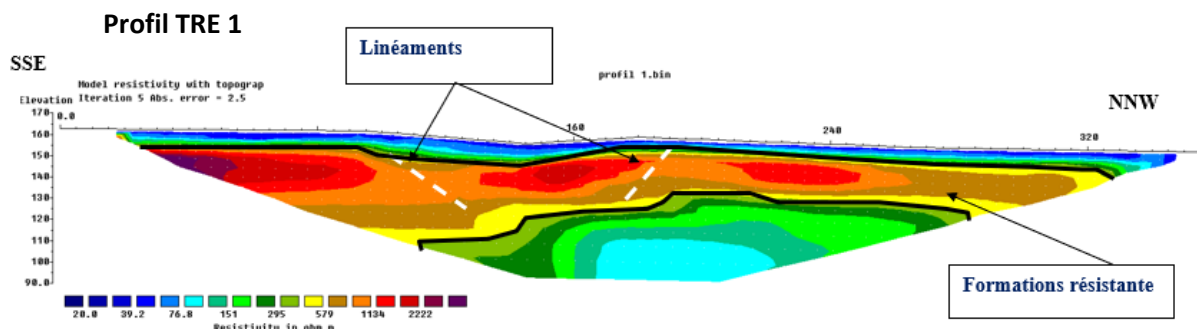 Profil TRE 1
SSE
Linéaments
Model resistivity with topograp
profil 1.bin
Iteration 5 Abs. error = 2.5
NNW
Elevation
170
0.0
160
240
320
160
150
140
130
120
110
100
90.0
Formations résistante
20.0 39.2 76.8 151 295 579 1134 2222
Resistivity in ohm.m